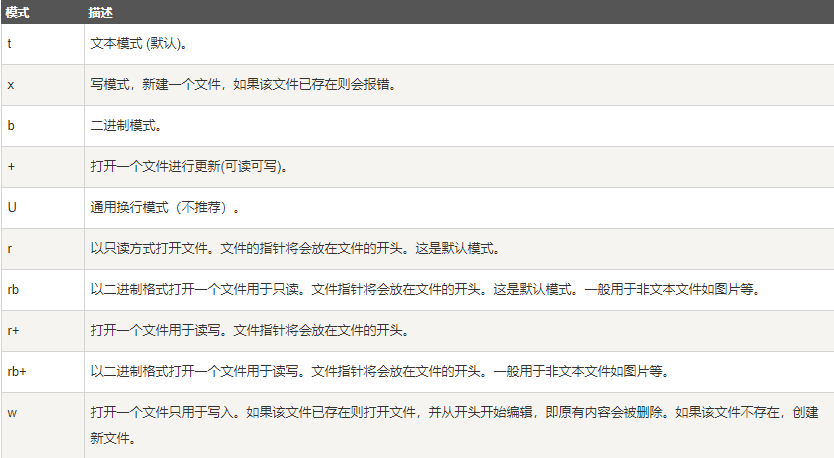 模式 描述
t 文本模式 (默认)。
x 写模式，新建一个文件，如果该文件已存在则会报错。
b 二进制模式。
+ 打开一个文件进行更新(可读可写)。
U 通用换行模式（不推荐）。
r 以只读方式打开文件。文件的指针将会放在文件的开头。这是默认模式。
rb 以二进制格式打开一个文件用于只读。文件指针将会放在文件的开头。这是默认模式。一般用于非文本文件如图片等。
r+ 打开一个文件用于读写。文件指针将会放在文件的开头。
rb+ 以二进制格式打开一个文件用于读写。文件指针将会放在文件的开头。一般用于非文本文件如图片等。
w 打开一个文件只用于写入。如果该文件已存在则打开文件，并从开头开始编辑，即原有内容会被删除。如果该文件不存在，创建
新文件。